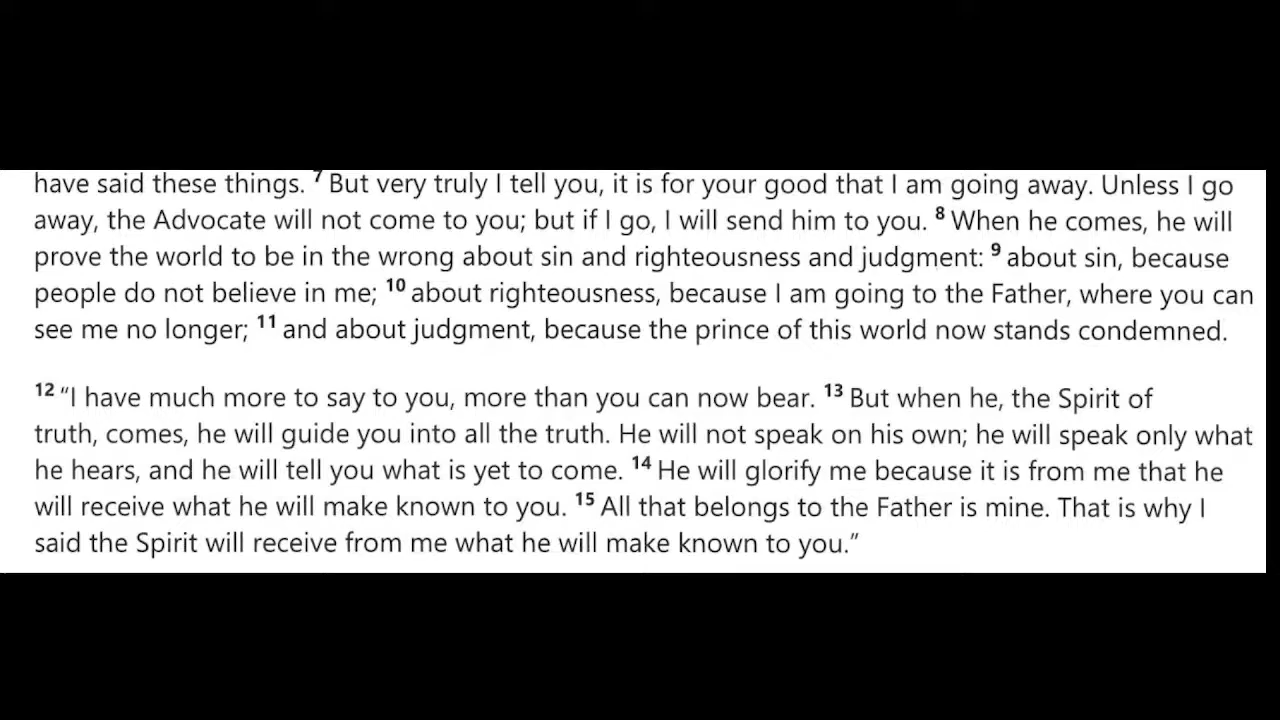 have said these things. 7 But very truly I tell you, it is for your good that I am going away. Unless I go
away, the Advocate will not come to you; but if I go, I will send him to you. 8 When he comes, he will
prove the world to be in the wrong about sin and righteousness and judgment: 9 about sin, because
people do not believe in me; 10 about righteousness, because I am going to the Father, where you can
see me no longer; 11 and about judgment, because the prince of this world now stands condemned.
12 “I have much more to say to you, more than you can now bear. 13 But when he, the Spirit of
truth, comes, he will guide you into all the truth. He will not speak on his own; he will speak only what
he hears, and he will tell you what is yet to come. 14 He will glorify me because it is from me that he
will receive what he will make known to you. 15 All that belongs to the Father is mine. That is why I
said the Spirit will receive from me what he will make known to you.”